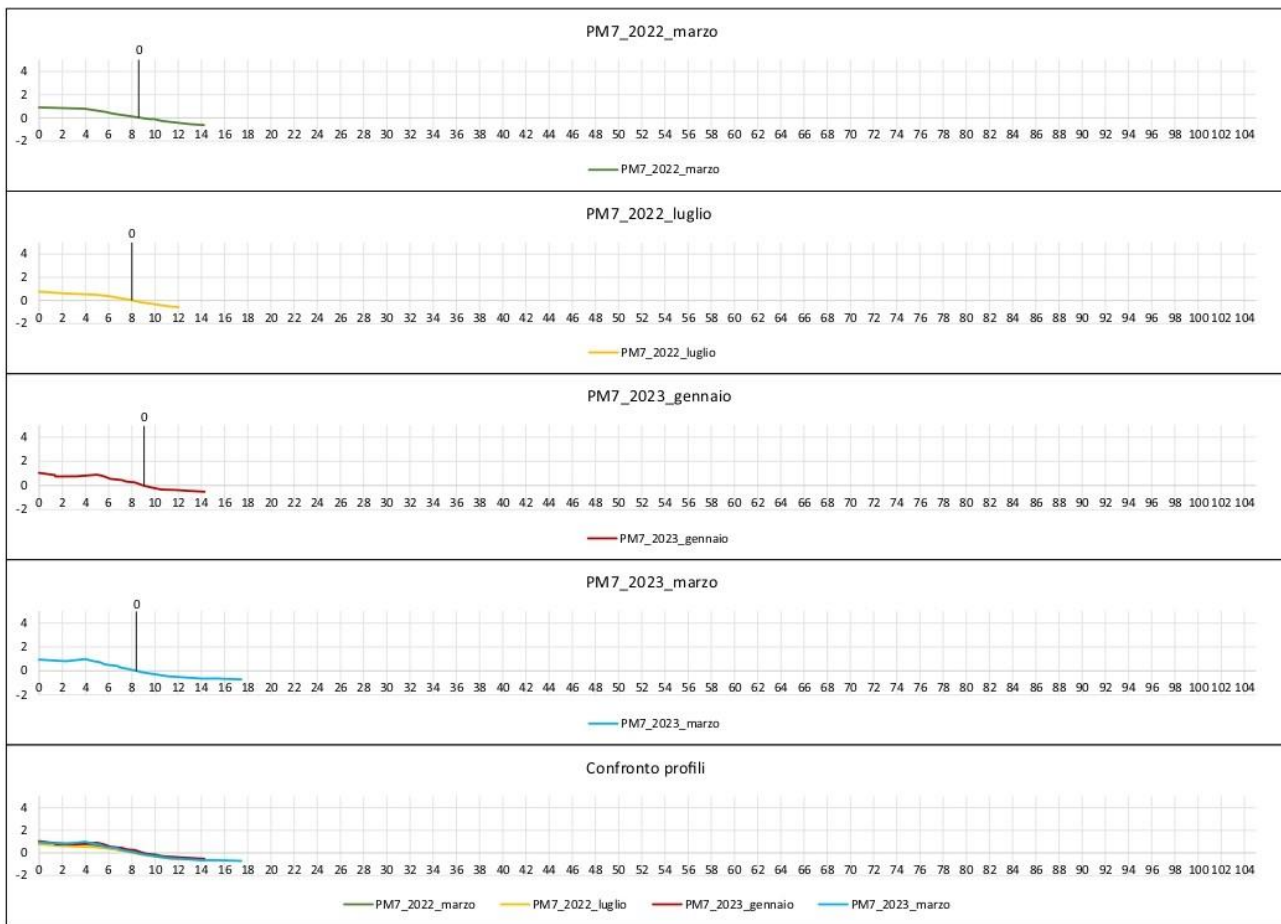 PM7_2022_marzo
0
4
2
0
-2
0 2 4 6 8 10 12 14 16 18 20 22 24 26 28 30 32 34 36 38 40 42 44 46 48 50 52 54 56 58 60 62 64 66 68 70 72 74 76 78 80 82 84 86 88 90 92 94 96 98 100 102 104
PM7_2022_marzo
PM7_2022_luglio
0
4
2
0
-2
0 2 4 6 8 10 12 14 16 18 20 22 24 26 28 30 32 34 36 38 40 42 44 46 48 50 52 54 56 58 60 62 64 66 68 70 72 74 76 78 80 82 84 86 88 90 92 94 96 98 100 102 104
PM7_2022_luglio
PM7_2023_gennaio
0
4
2
0
-2
0 2 4 6 8 10 12 14 16 18 20 22 24 26 28 30 32 34 36 38 40 42 44 46 48 50 52 54 56 58 60 62 64 66 68 70 72 74 76 78 80 82 84 86 88 90 92 94 96 98 100 102 104
PM7_2023_gennaio
PM7_2023_marzo
0
4
2
0
-2
0 2 4 6 8 10 12 14 16 18 20 22 24 26 28 30 32 34 36 38 40 42 44 46 48 50 52 54 56 58 60 62 64 66 68 70 72 74 76 78 80 82 84 86 88 90 92 94 96 98 100 102 104
PM7_2023_marzo
Confronto profili
4
2
0
-2
0 2 4 6 8 10 12 14 16 18 20 22 24 26 28 30 32 34 36 38 40 42 44 46 48 50 52 54 56 58 60 62 64 66 68 70 72 74 76 78 80 82 84 86 88 90 92 94 96 98 100 102 104
PM7_2022_marzo PM7_2022_luglio PM7_2023_gennaio PM7_2023_marzo